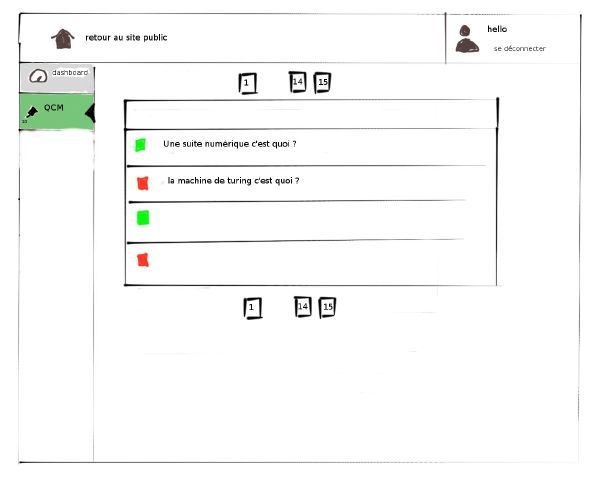 retour au site public
hello
se déconnecter
dashboard
QCM
1 14 15
Une suite numérique c'est quoi ?
la machine de turing c'est quoi ?
1 14 15